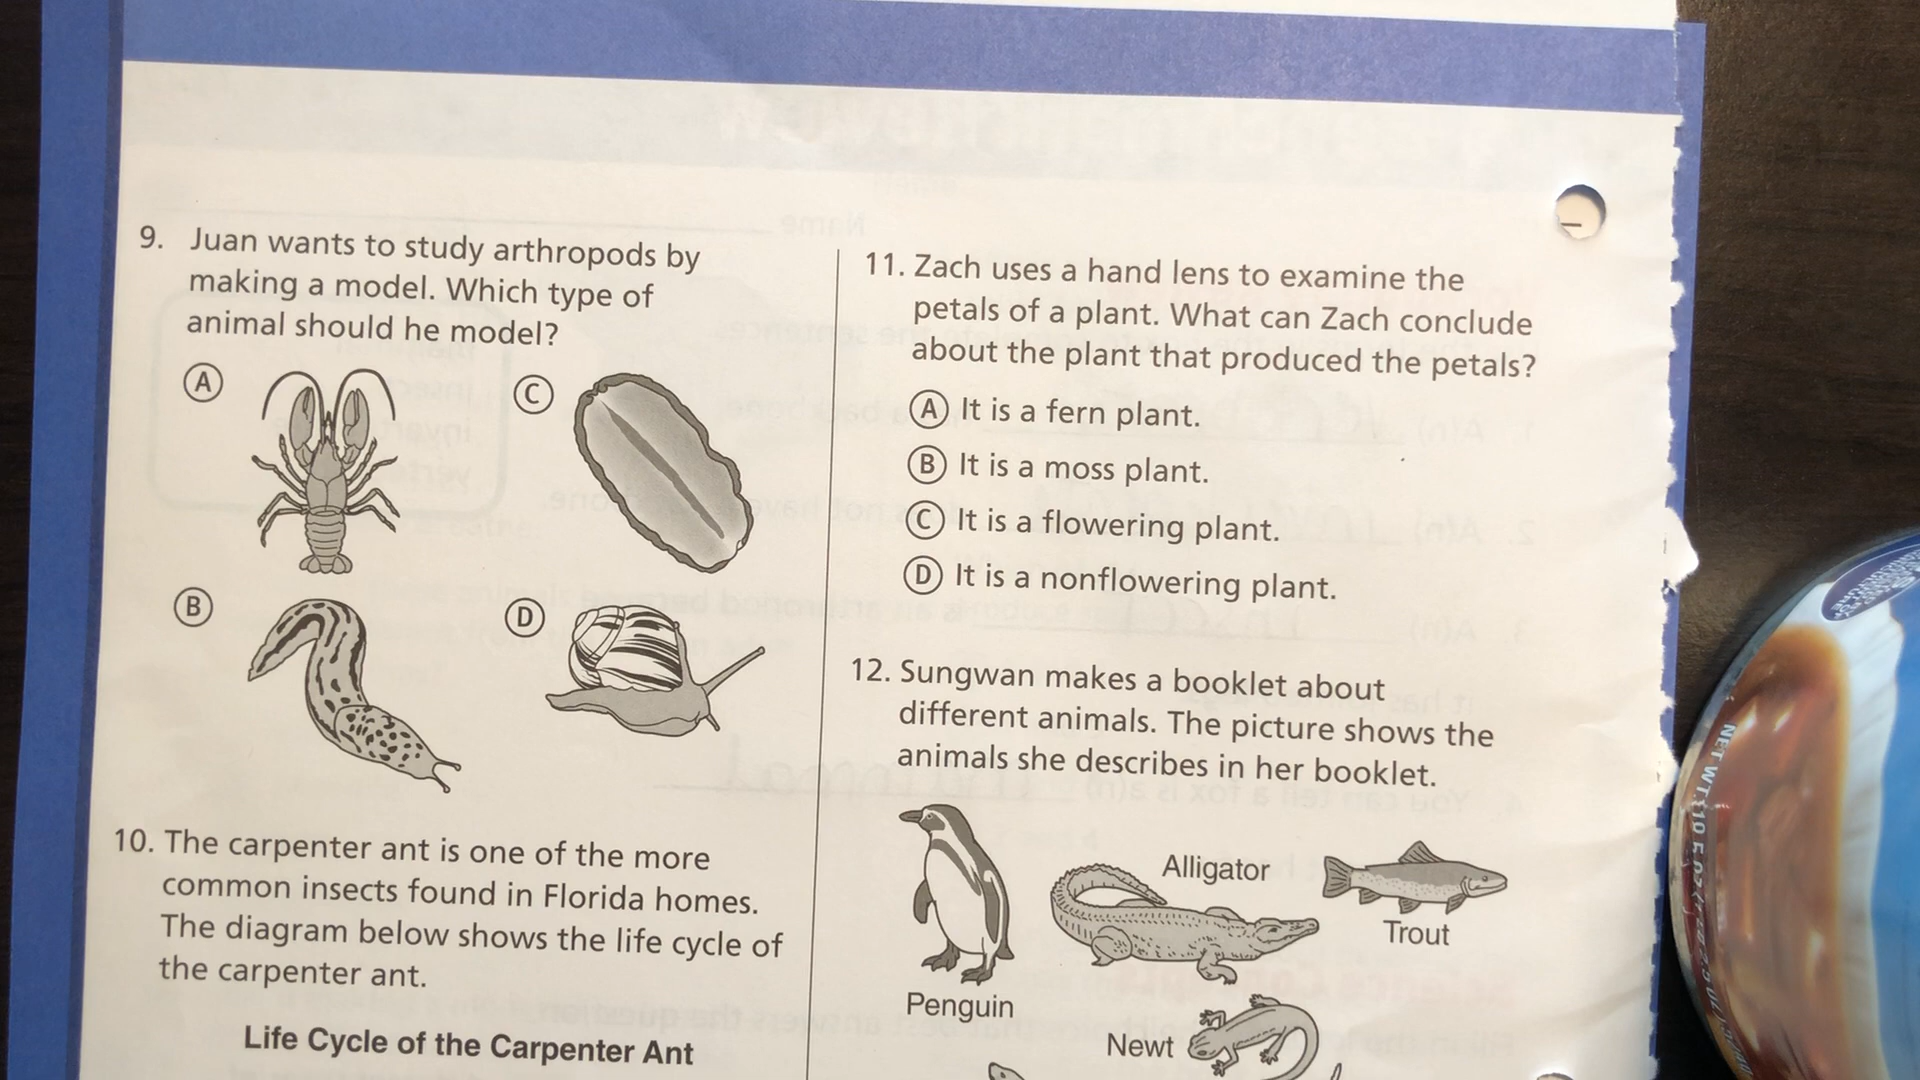 9. Juan wants to study arthropods by
making a model. Which type of
animal should he model?
A
C
B
D
10. The carpenter ant is one of the more
common insects found in Florida homes.
The diagram below shows the life cycle of
the carpenter ant.
Life Cycle of the Carpenter Ant
11. Zach uses a hand lens to examine the
petals of a plant. What can Zach conclude
about the plant that produced the petals?
A It is a fern plant.
B It is a moss plant.
C It is a flowering plant.
D It is a nonflowering plant.
12. Sungwan makes a booklet about
different animals. The picture shows the
animals she describes in her booklet.
Alligator
Trout
Penguin
Newt
NET WT